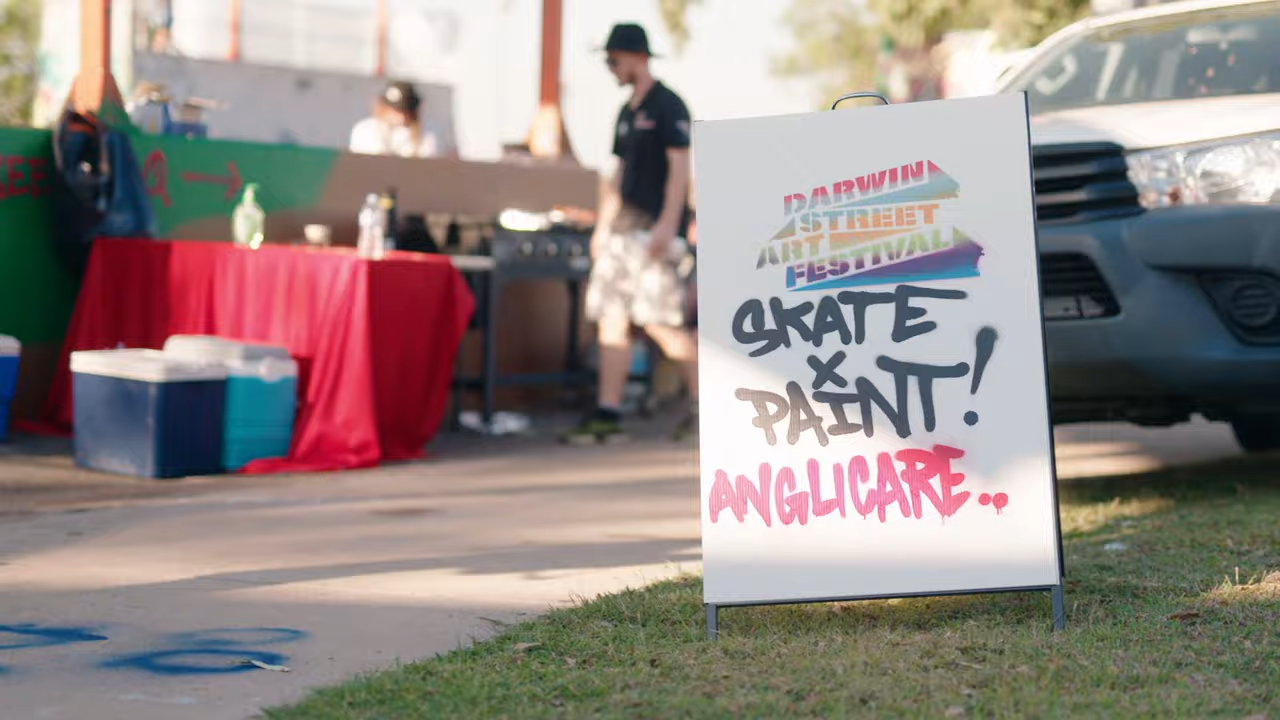 DARWIN
STREET
ART
FESTIVAL
SKATE
X
PAINT!
ANGLICARE..